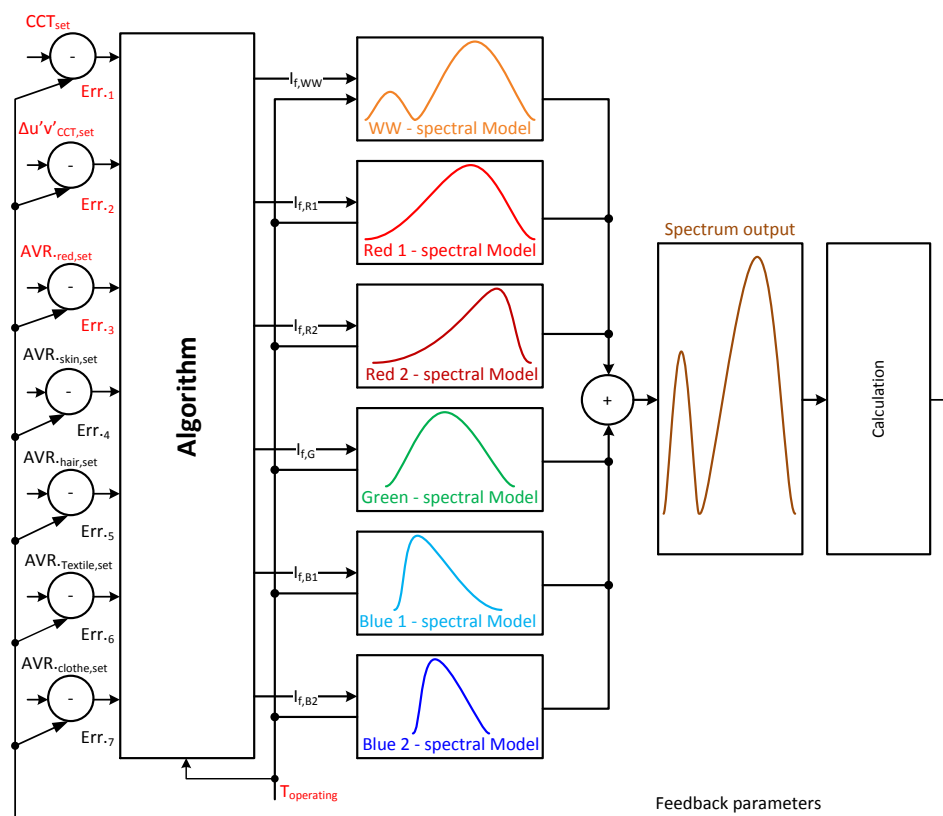 CCTset
-
Err.1
Δu'v'CCT,set
-
Err.2
AVR.red,set
-
Err.3
AVR.skin,set
-
Err.4
AVR.hair,set
-
Err.5
AVR.Textile,set
-
Err.6
AVR.clothe,set
-
Err.7
Algorithm
If,WW
If,R1
If,R2
If,G
If,B1
If,B2
Toperating
WW - spectral Model
Red 1 - spectral Model
Red 2 - spectral Model
Green - spectral Model
Blue 1 - spectral Model
Blue 2 - spectral Model
+
Spectrum output
Calculation
Feedback parameters